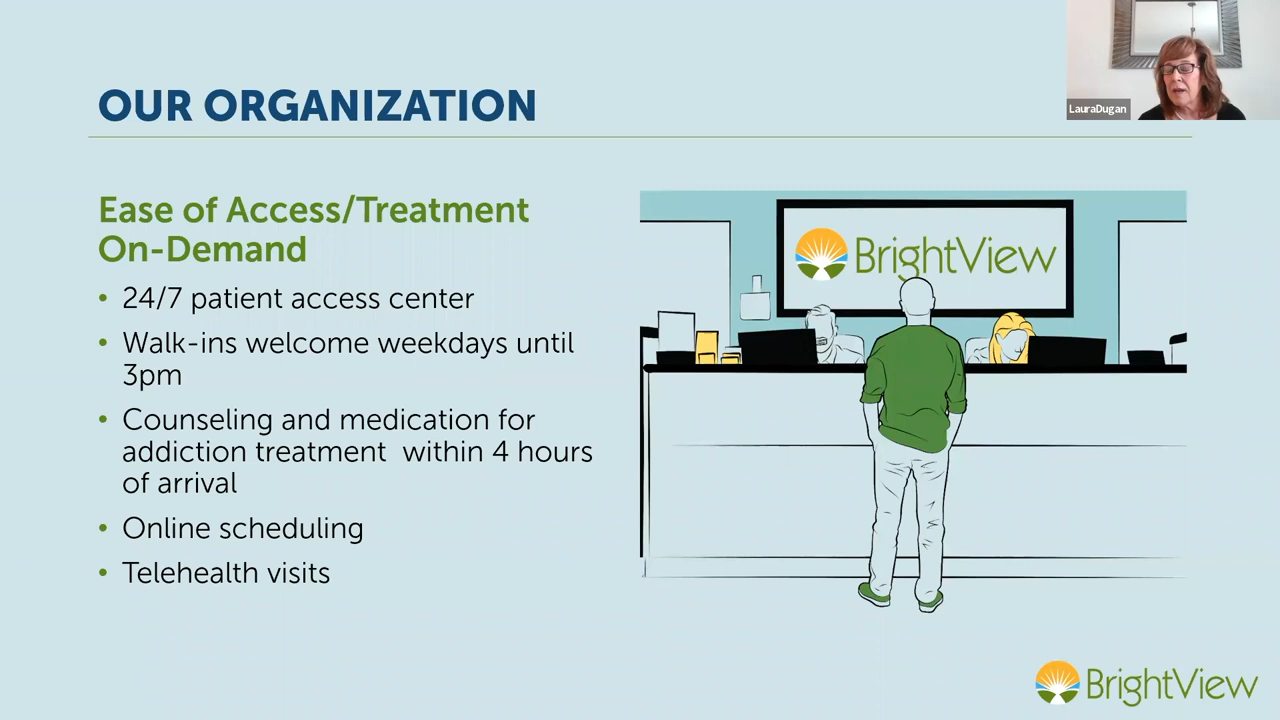 LauraDugan
OUR ORGANIZATION
Ease of Access/Treatment
On-Demand
• 24/7 patient access center
• Walk-ins welcome weekdays until
3pm
• Counseling and medication for
addiction treatment  within 4 hours
of arrival
• Online scheduling
• Telehealth visits
BrightView
BrightView